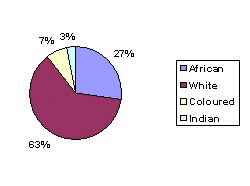 7%
3%
27%
63%
African
White
Coloured
Indian